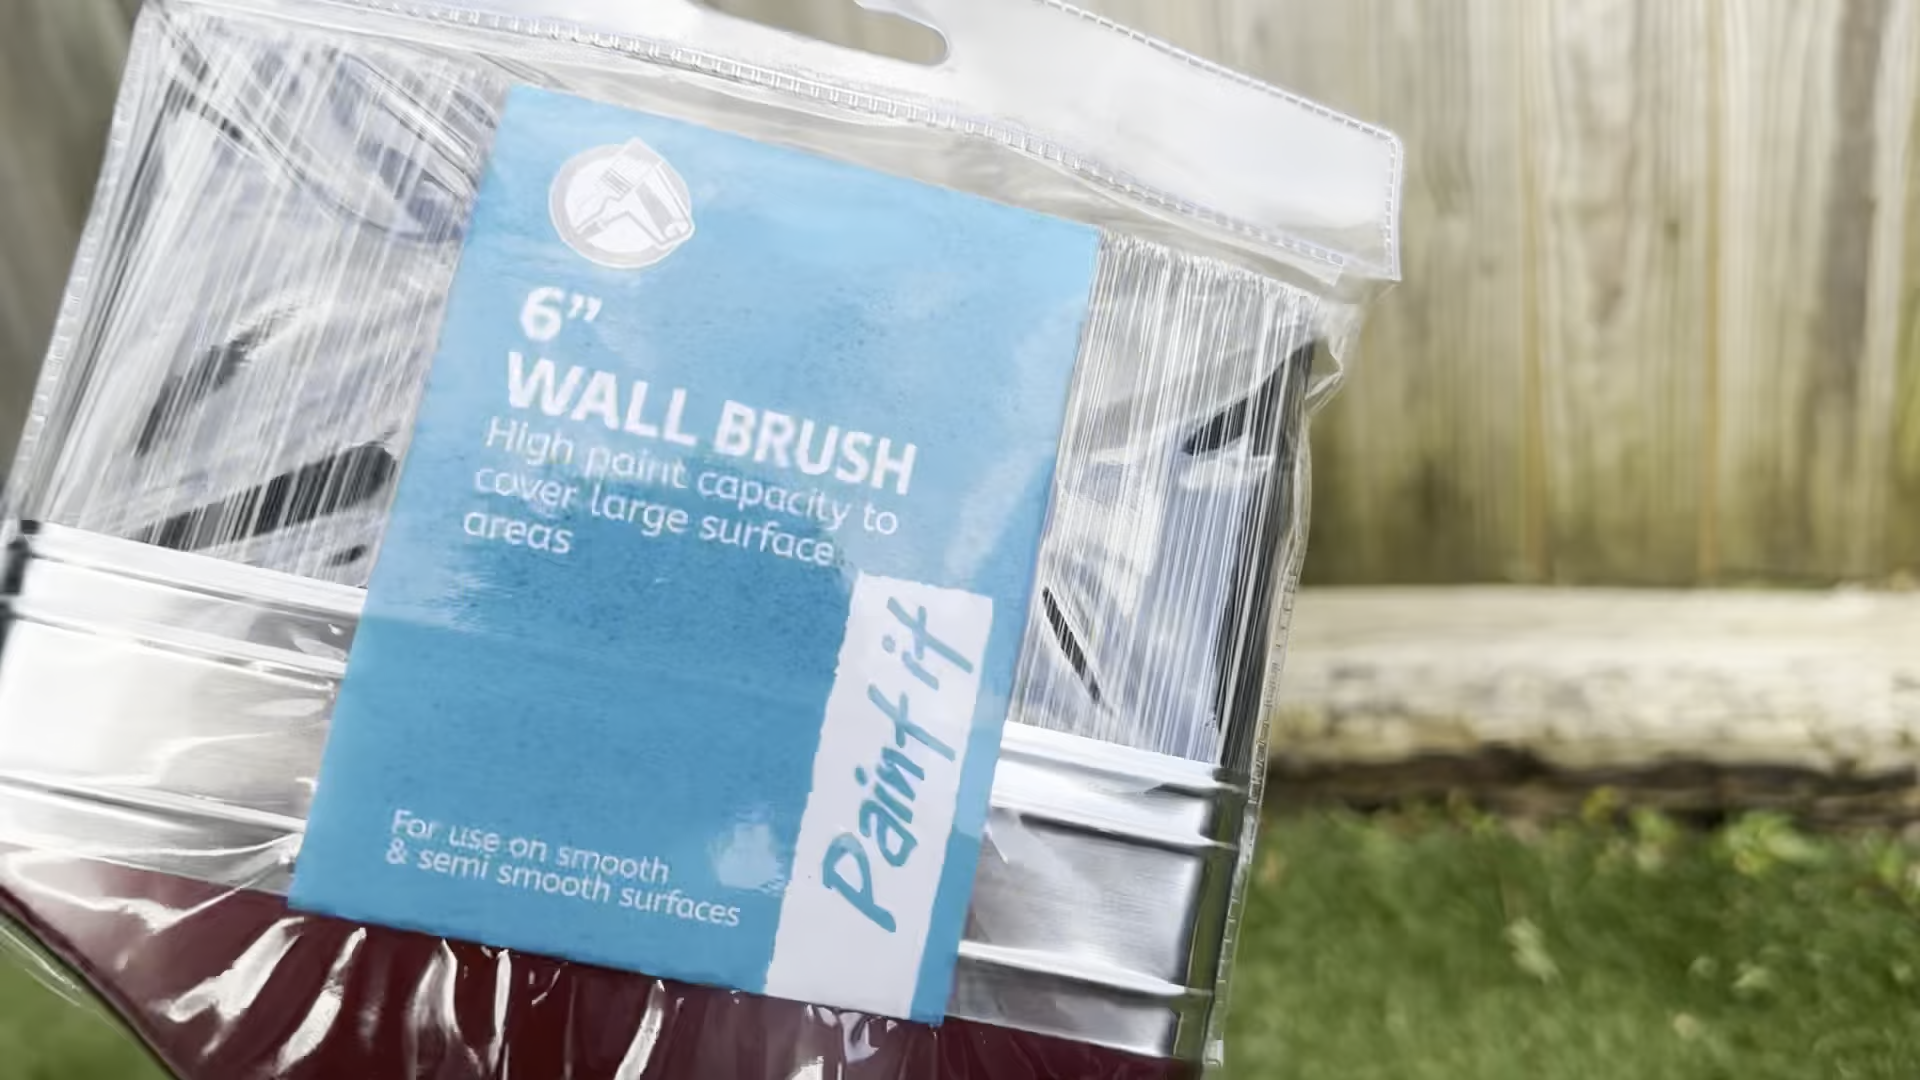 6”
WALL BRUSH
High paint capacity to
cover large surface
areas
Paint it
For use on smooth
& semi smooth surfaces